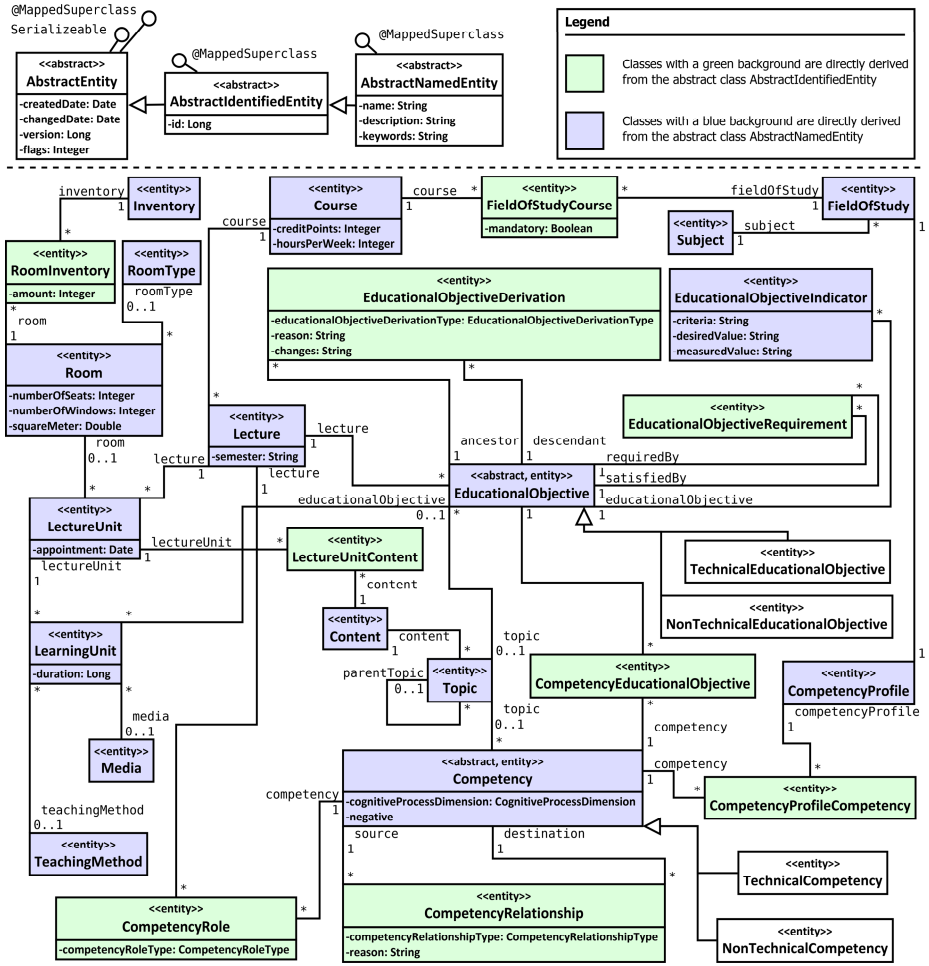 @MappedSuperclass
Serializeable
@MappedSuperclass
@MappedSuperclass
<<abstract>>
AbstractEntity
-createdDate: Date
-changedDate: Date
-version: Long
-flags: Integer
<<abstract>>
AbstractIdentifiedEntity
-id: Long
<<abstract>>
AbstractNamedEntity
-name: String
-description: String
-keywords: String
Legend
Classes with a green background are directly derived
from the abstract class AbstractIdentifiedEntity
Classes with a blue background are directly derived
from the abstract class AbstractNamedEntity
inventory
1
*
<<entity>>
Inventory
<<entity>>
Course
-creditPoints: Integer
-hoursPerWeek: Integer
course
1
*
<<entity>>
FieldOfStudyCourse
-mandatory: Boolean
*
fieldOfStudy
1
<<entity>>
FieldOfStudy
1
*
<<entity>>
Subject
subject
1
course
1
<<entity>>
RoomInventory
-amount: Integer
*
room
1
<<entity>>
RoomType
roomType
0..1
*
<<entity>>
Room
-numberOfSeats: Integer
-numberOfWindows: Integer
-squareMeter: Double
room
0..1
*
<<entity>>
EducationalObjectiveDerivation
-educationalObjectiveDerivationType: EducationalObjectiveDerivationType
-reason: String
-changes: String
*
*
<<entity>>
EducationalObjectiveIndicator
-criteria: String
-desiredValue: String
-measuredValue: String
*
<<entity>>
EducationalObjectiveRequirement
*
*
*
<<entity>>
Lecture
-semester: String
lecture
1
*
lecture
1
*
lecture
1
ancestor
1
descendant
1
<<abstract, entity>>
EducationalObjective
requiredBy
1
satisfiedBy
1
educationalObjective
1
educationalObjective
0..1
*
1
<<entity>>
LectureUnit
-appointment: Date
lectureUnit
1
lectureUnit
1
*
<<entity>>
LectureUnitContent
*
content
1
<<entity>>
Content
content
1
*
<<entity>>
TechnicalEducationalObjective
<<entity>>
NonTechnicalEducationalObjective
*
*
<<entity>>
LearningUnit
-duration: Long
*
*
media
0..1
<<entity>>
Media
teachingMethod
0..1
<<entity>>
TeachingMethod
topic
0..1
parentTopic
0..1
<<entity>>
Topic
*
topic
0..1
*
*
<<entity>>
CompetencyEducationalObjective
*
competency
1
1
<<entity>>
CompetencyProfile
competencyProfile
1
*
<<abstract, entity>>
Competency
-cognitiveProcessDimension: CognitiveProcessDimension
-negative
competency
1
*
competency
1
*
<<entity>>
CompetencyProfileCompetency
source
1
*
destination
1
*
<<entity>>
TechnicalCompetency
<<entity>>
NonTechnicalCompetency
*
<<entity>>
CompetencyRole
-competencyRoleType: CompetencyRoleType
<<entity>>
CompetencyRelationship
-competencyRelationshipType: CompetencyRelationshipType
-reason: String